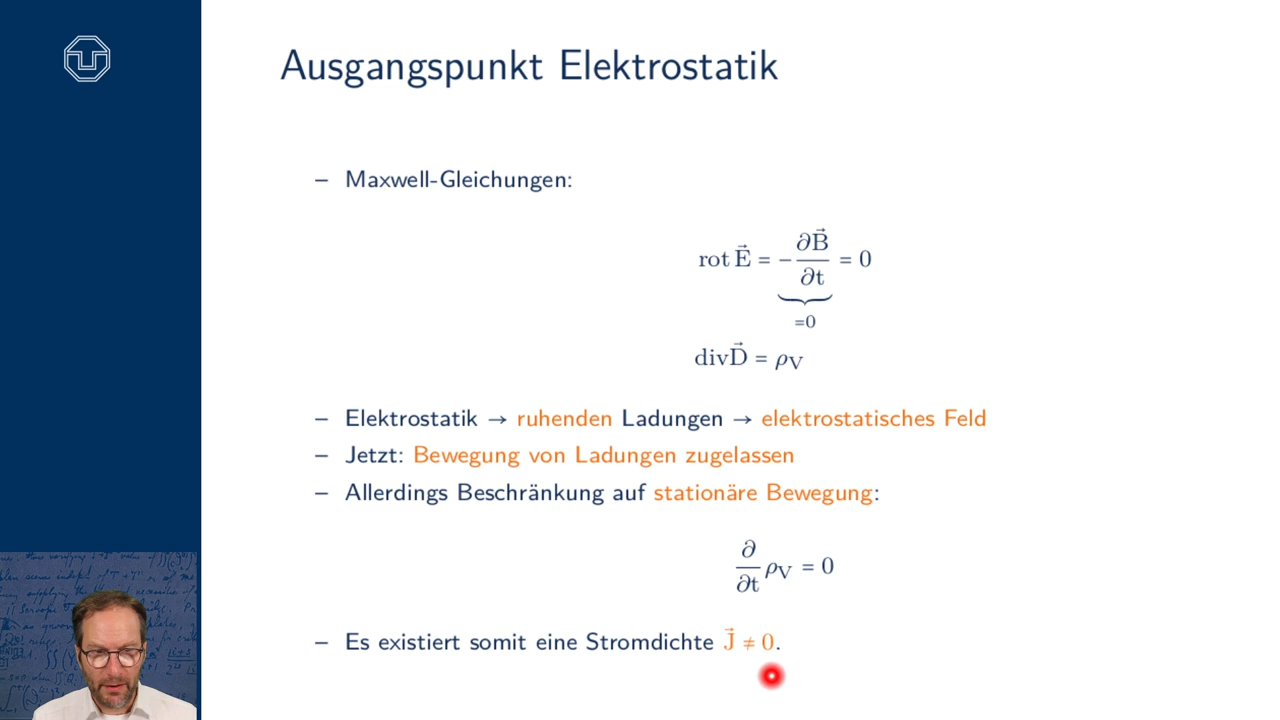 Ausgangspunkt Elektrostatik
– Maxwell-Gleichungen:
rot E⃗ = −∂B⃗/∂t = 0
=0
divD⃗ = ρV
– Elektrostatik → ruhenden Ladungen → elektrostatisches Feld
– Jetzt: Bewegung von Ladungen zugelassen
– Allerdings Beschränkung auf stationäre Bewegung:
∂/∂t ρV = 0
– Es existiert somit eine Stromdichte J⃗ ≠ 0.